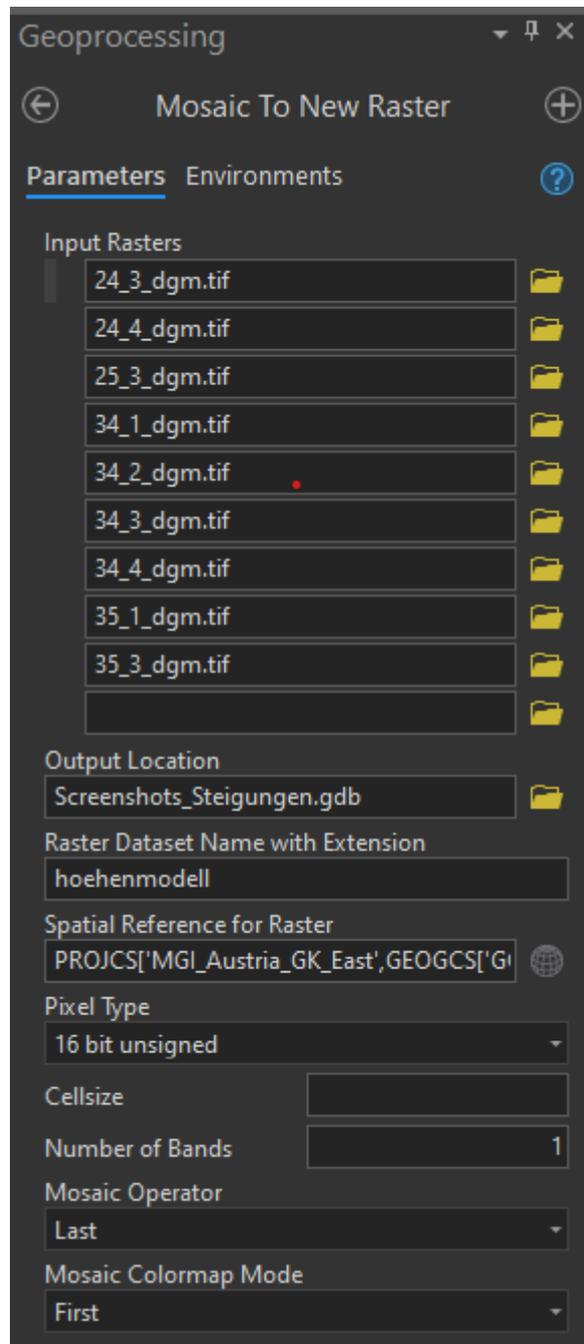 Geoprocessing
Mosaic To New Raster
Parameters Environments
Input Rasters
24_3_dgm.tif
24_4_dgm.tif
25_3_dgm.tif
34_1_dgm.tif
34_2_dgm.tif
34_3_dgm.tif
34_4_dgm.tif
35_1_dgm.tif
35_3_dgm.tif
Output Location
Screenshots_Steigungen.gdb
Raster Dataset Name with Extension
hoehenmodell
Spatial Reference for Raster
PROJCS['MGI_Austria_GK_East',GEOGCS['G
Pixel Type
16 bit unsigned
Cellsize
Number of Bands 1
Mosaic Operator
Last
Mosaic Colormap Mode
First